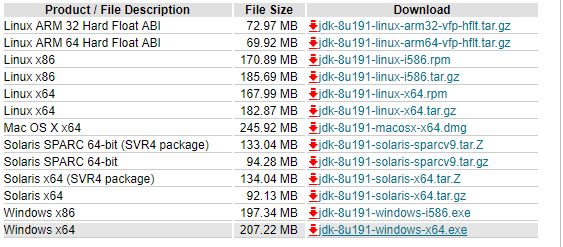 Product / File Description File Size Download
Linux ARM 32 Hard Float ABI 72.97 MB jdk-8u191-linux-arm32-vfp-hflt.tar.gz
Linux ARM 64 Hard Float ABI 69.92 MB jdk-8u191-linux-arm64-vfp-hflt.tar.gz
Linux x86 170.89 MB jdk-8u191-linux-i586.rpm
Linux x86 185.69 MB jdk-8u191-linux-i586.tar.gz
Linux x64 167.99 MB jdk-8u191-linux-x64.rpm
Linux x64 182.87 MB jdk-8u191-linux-x64.tar.gz
Mac OS X x64 245.92 MB jdk-8u191-macosx-x64.dmg
Solaris SPARC 64-bit (SVR4 package) 133.04 MB jdk-8u191-solaris-sparcv9.tar.Z
Solaris SPARC 64-bit 94.28 MB jdk-8u191-solaris-sparcv9.tar.gz
Solaris x64 (SVR4 package) 134.04 MB jdk-8u191-solaris-x64.tar.Z
Solaris x64 92.13 MB jdk-8u191-solaris-x64.tar.gz
Windows x86 197.34 MB jdk-8u191-windows-i586.exe
Windows x64 207.22 MB jdk-8u191-windows-x64.exe